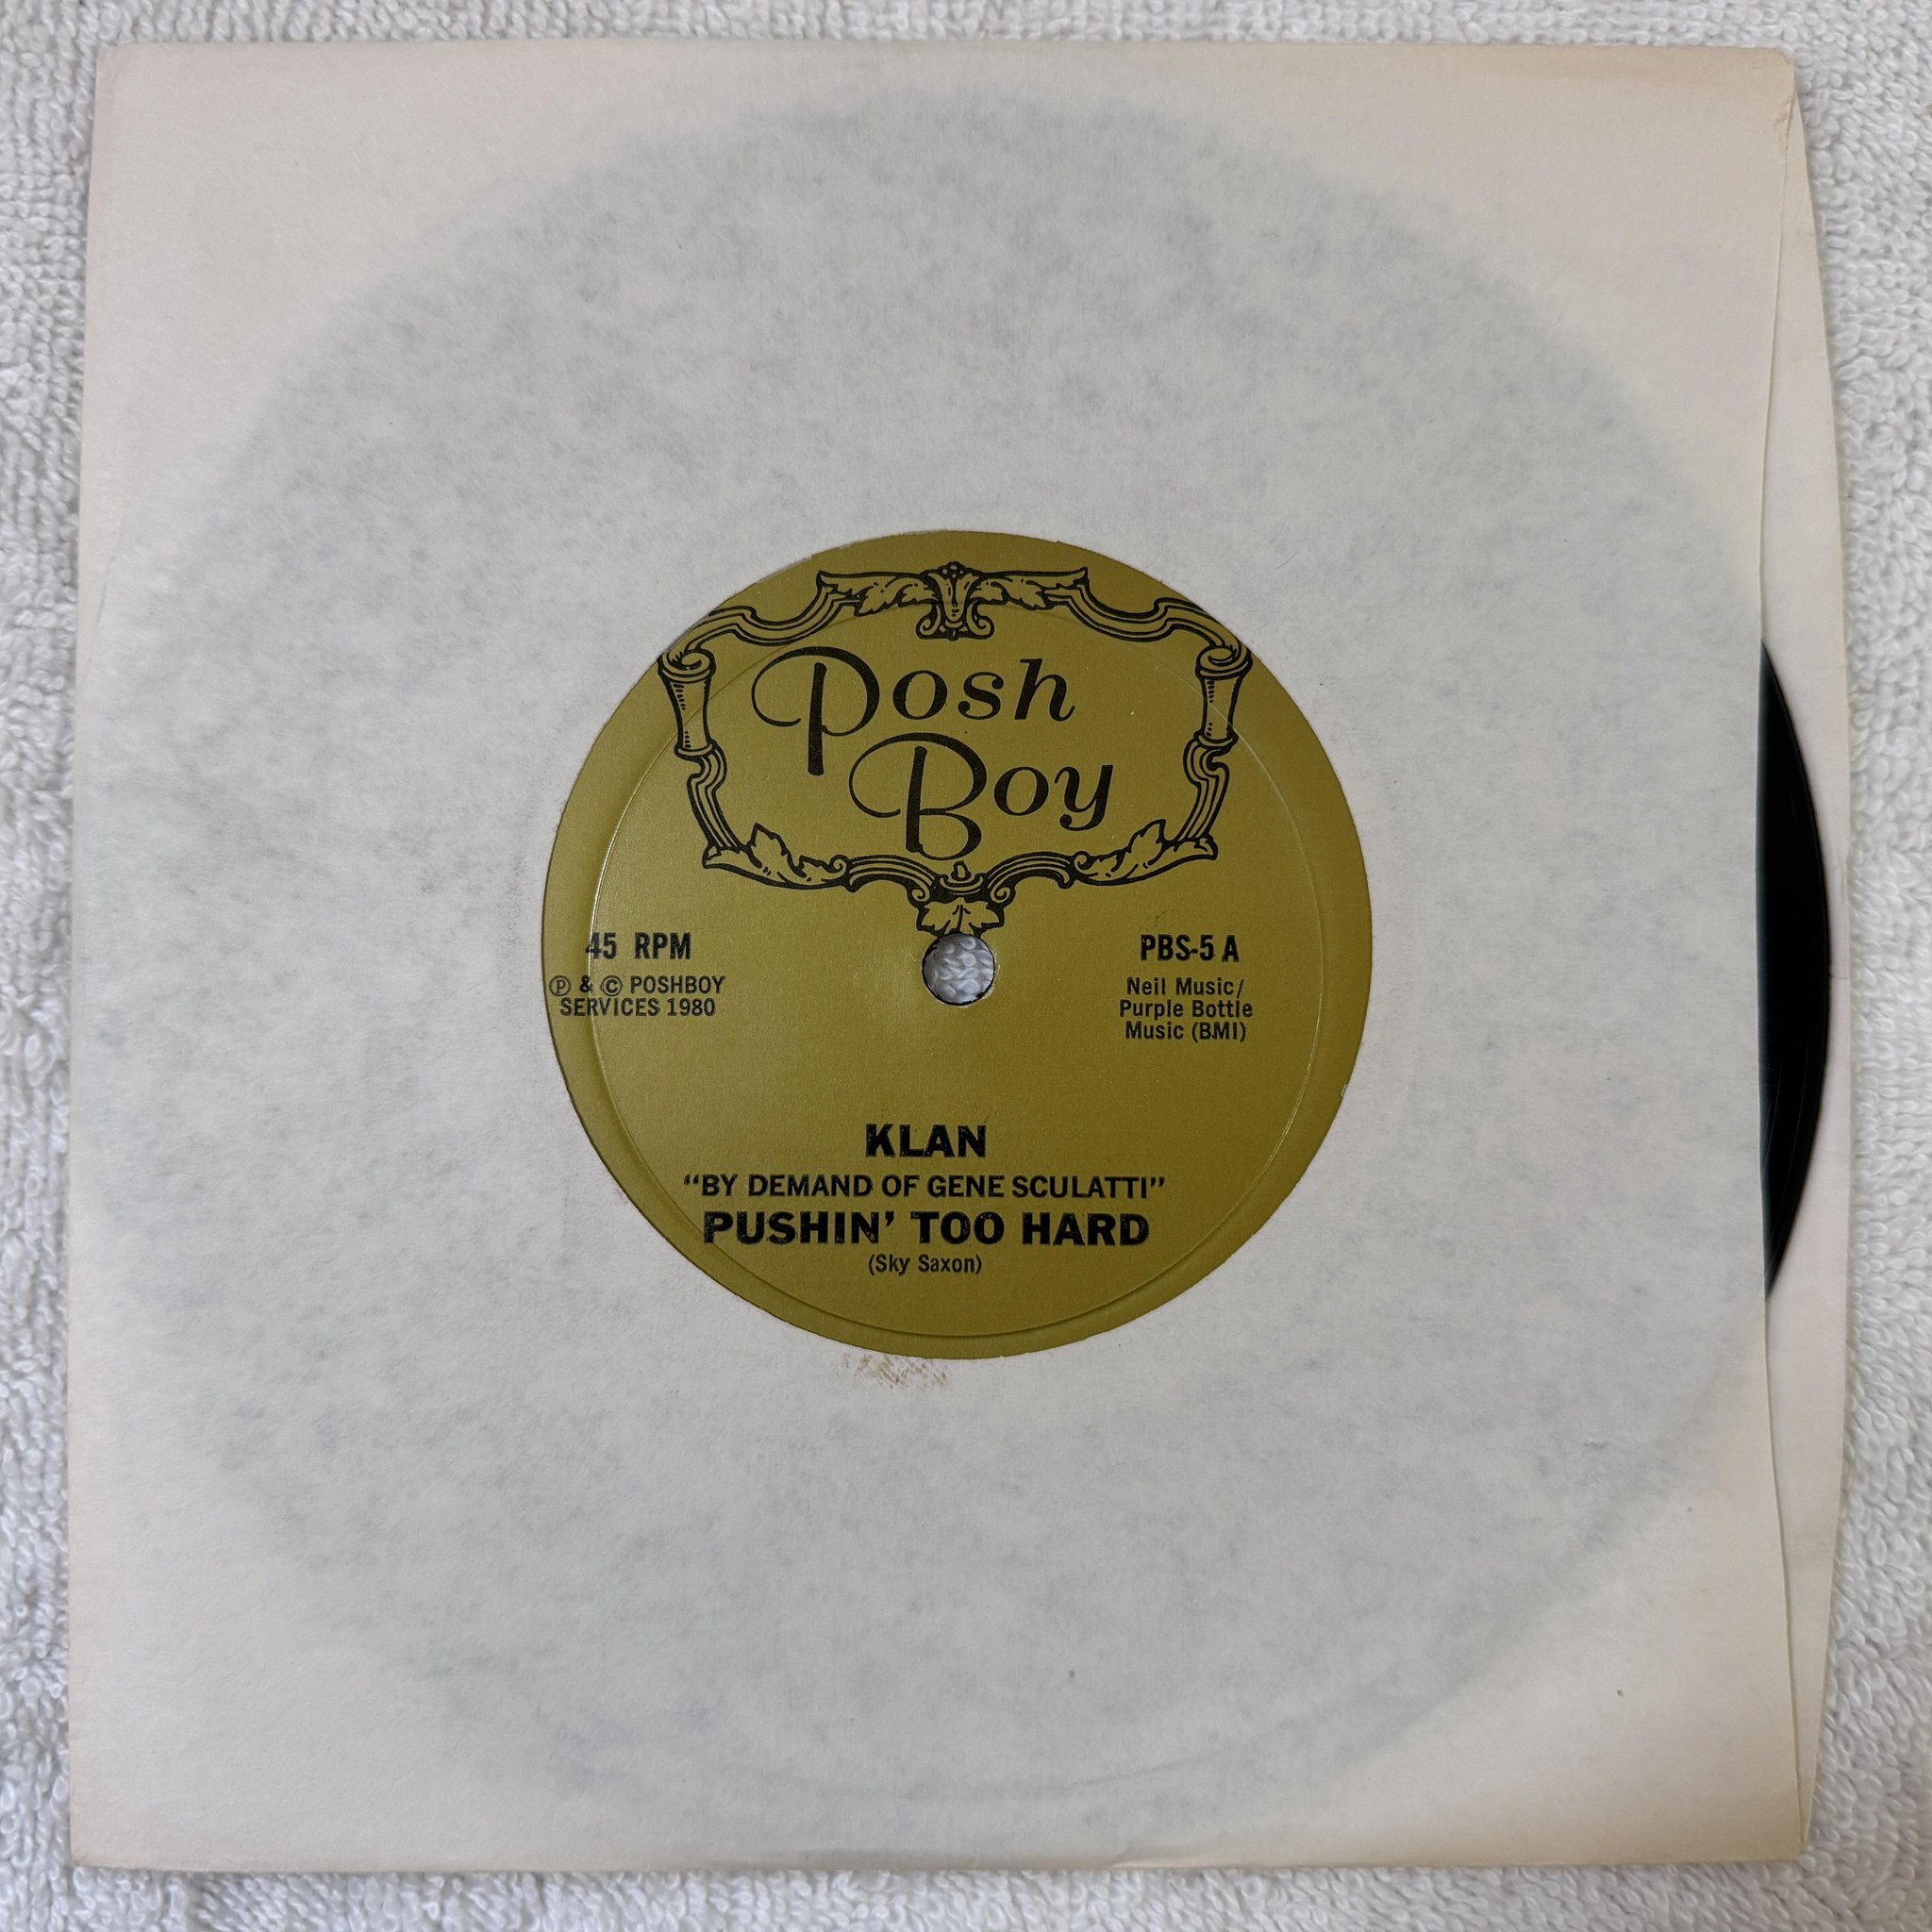 Posh
Boy
45 RPM
℗ & © POSHBOY
SERVICES 1980
PBS-5 A
Neil Music/
Purple Bottle
Music (BMI)
KLAN
“BY DEMAND OF GENE SCULATTI”
PUSHIN’ TOO HARD
(Sky Saxon)